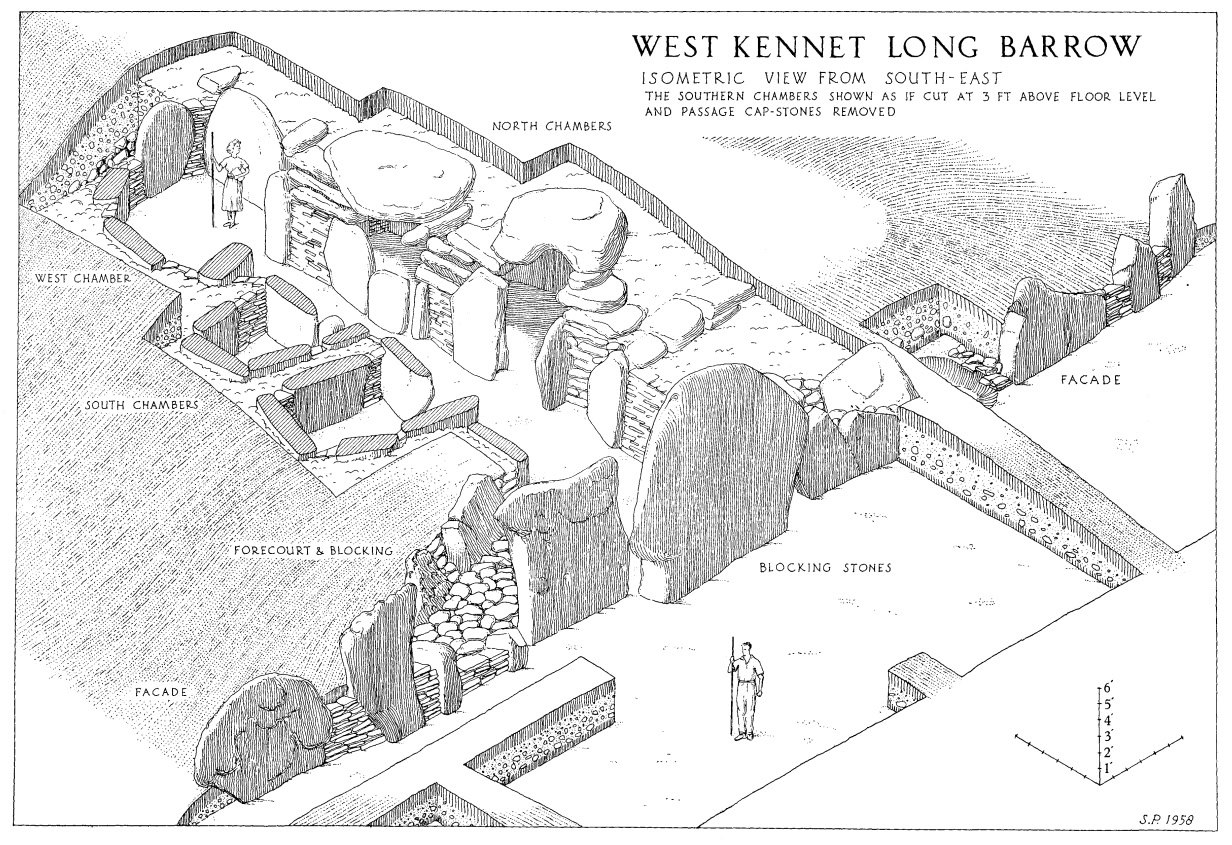 WEST KENNET LONG BARROW
ISOMETRIC VIEW FROM SOUTH-EAST
THE SOUTHERN CHAMBERS SHOWN AS IF CUT AT 3 FT ABOVE FLOOR LEVEL
AND PASSAGE CAP-STONES REMOVED
NORTH CHAMBERS
WEST CHAMBER
FACADE
SOUTH CHAMBERS
FORECOURT & BLOCKING
BLOCKING STONES
FACADE
6'
5'
4'
3'
2'
1'
S.P. 1958